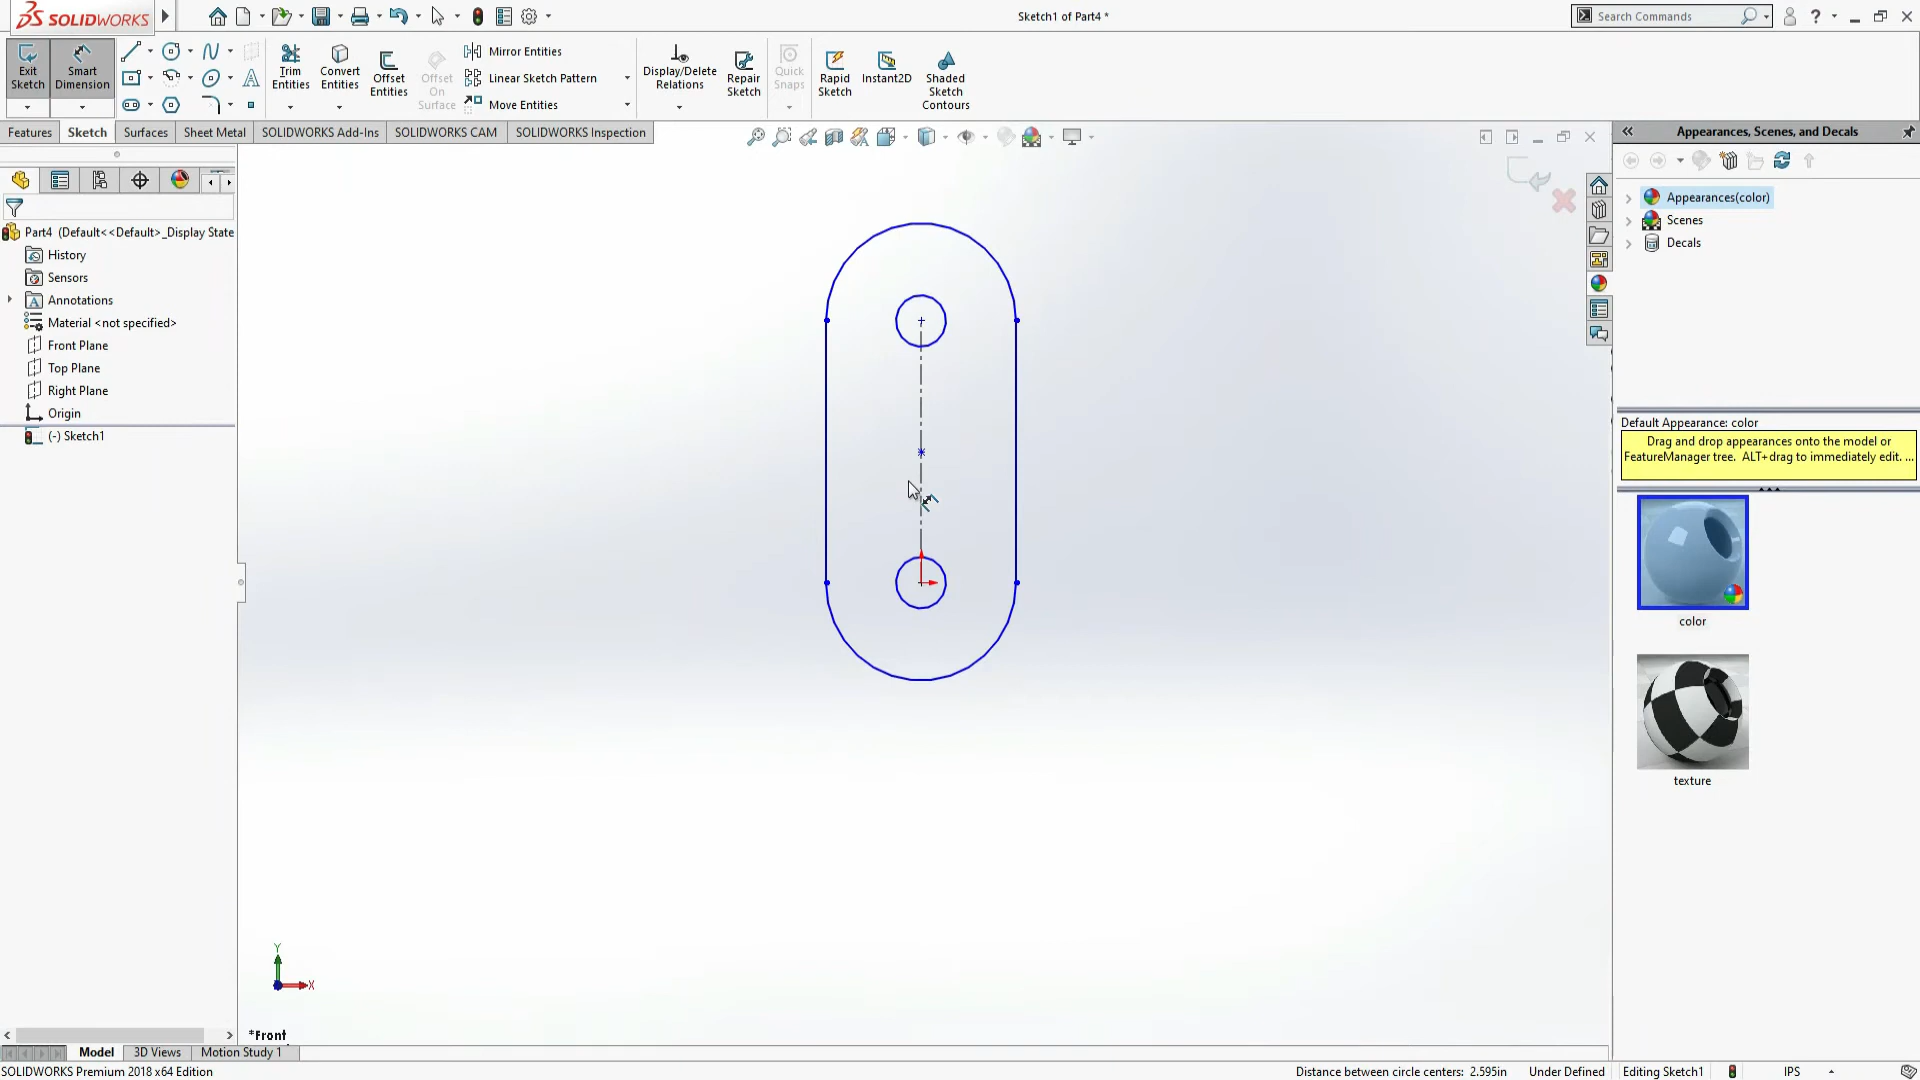 SOLIDWORKS
Sketch1 of Part4 *
Search Commands
Exit Sketch
Smart Dimension
Trim Entities
Convert Entities
Offset Entities
Offset On Surface
Mirror Entities
Linear Sketch Pattern
Move Entities
Display/Delete Relations
Repair Sketch
Quick Snaps
Rapid Sketch
Instant2D
Shaded Sketch Contours
Features
Sketch
Surfaces
Sheet Metal
SOLIDWORKS Add-Ins
SOLIDWORKS CAM
SOLIDWORKS Inspection
Appearances, Scenes, and Decals
Part4 (Default<<Default>_Display State
History
Sensors
Annotations
Material <not specified>
Front Plane
Top Plane
Right Plane
Origin
(-) Sketch1
Appearances(color)
Scenes
Decals
Default Appearance: color
Drag and drop appearances onto the model or
FeatureManager tree. ALT+drag to immediately edit. ...
color
texture
Y
X
*Front
Model
3D Views
Motion Study 1
SOLIDWORKS Premium 2018 x64 Edition
Distance between circle centers: 2.595in
Under Defined
Editing Sketch1
IPS